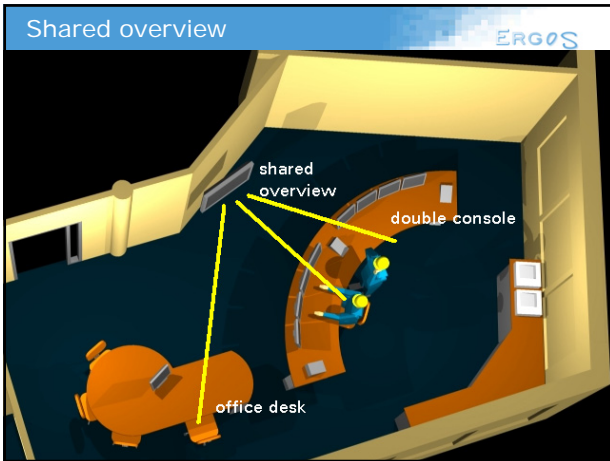 Shared overview
ERGOS
shared
overview
double console
office desk